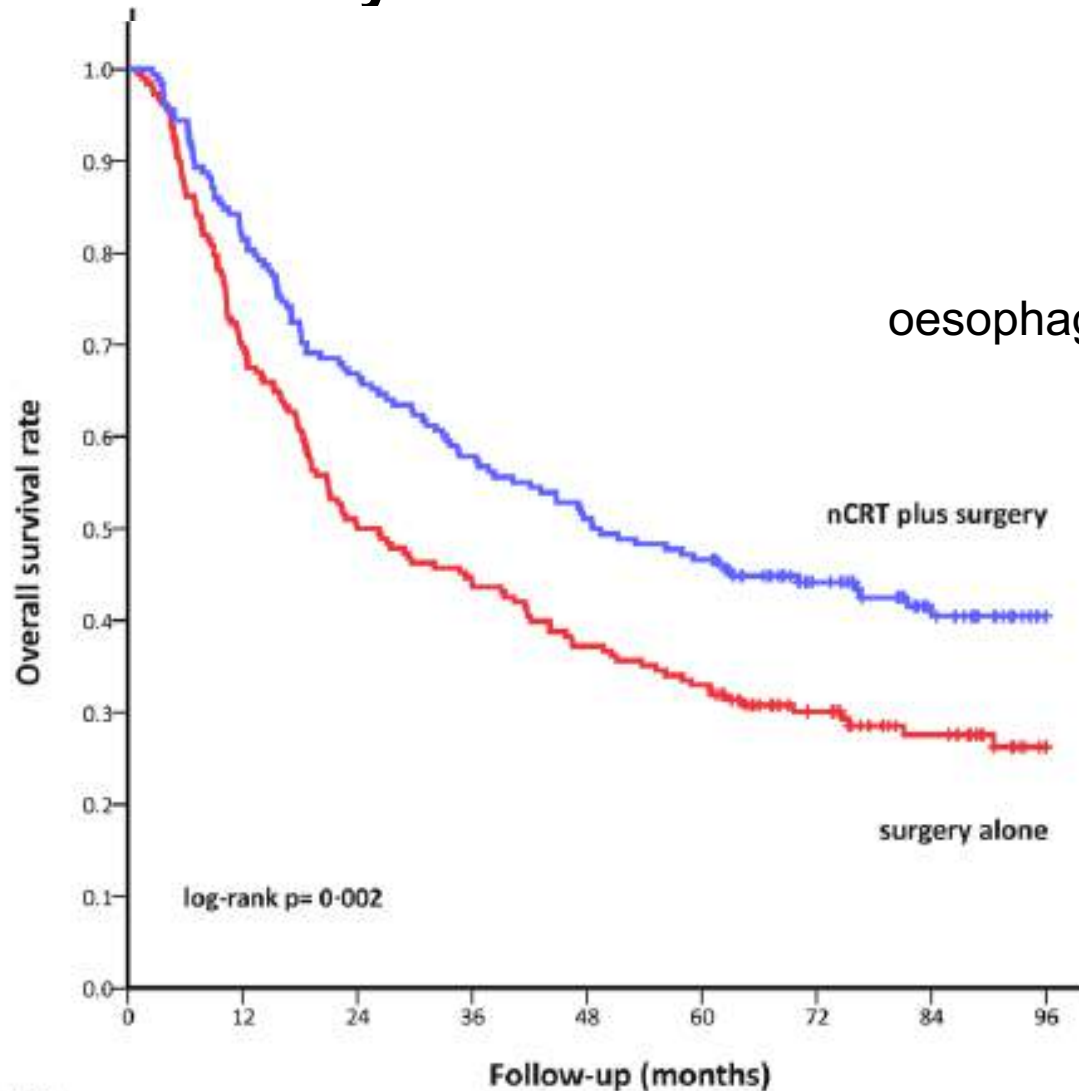 1.0
0.9
0.8
oesophag
0.7
0.6
0.5
nCRT plus surgery
0.4
0.3
0.2
surgery alone
0.1
log-rank p= 0·002
0.0
0 12 24 36 48 60 72 84 96
Overall survival rate
Follow-up (months)